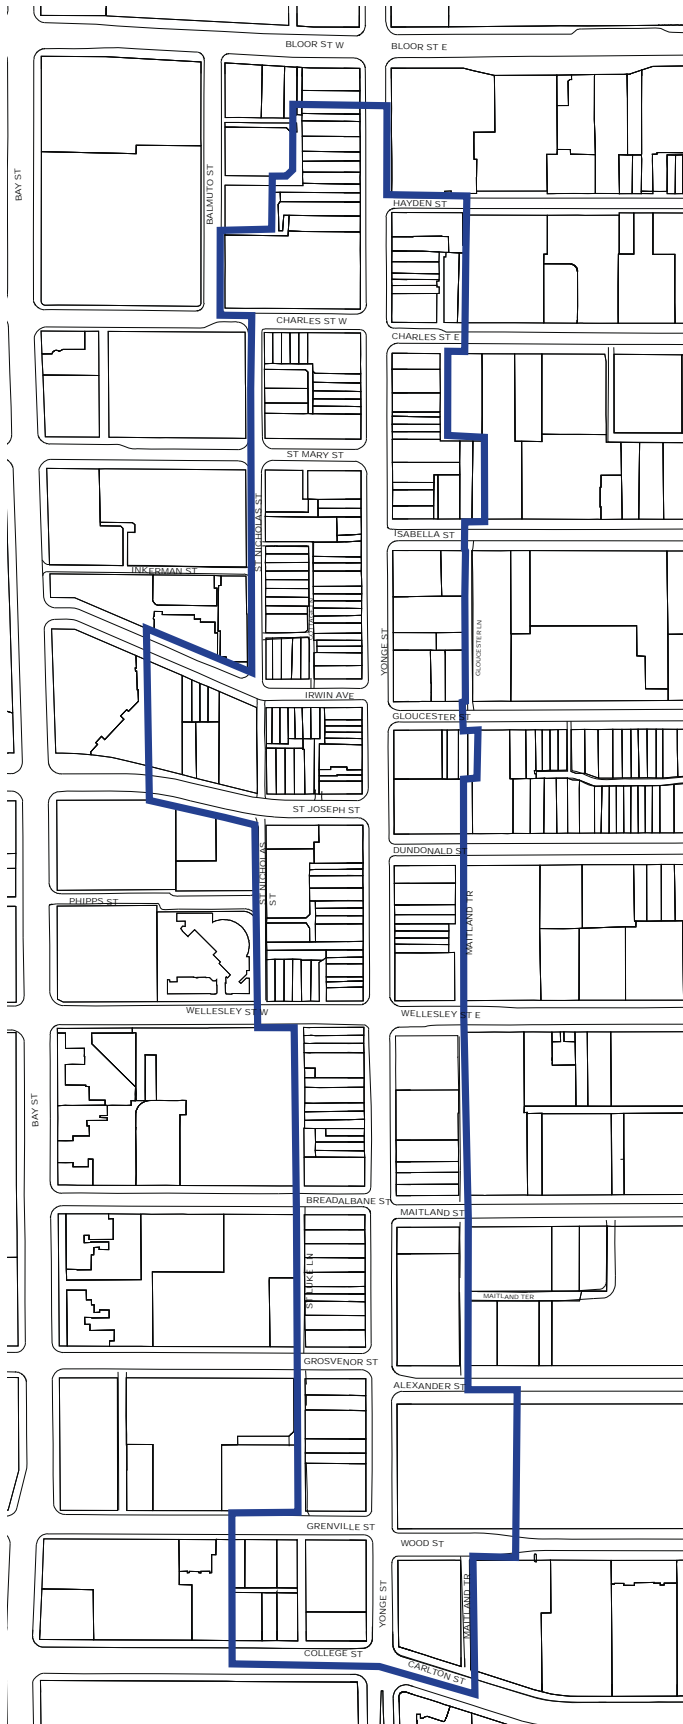 BLOOR ST W
BLOOR ST E
BAY ST
BALMUTO ST
HAYDEN ST
CHARLES ST W
CHARLES ST E
ST MARY ST
ST NICHOLAS ST
ISABELLA ST
INKERMAN ST
YONGE ST
GLOUCESTER LN
IRWIN AVE
GLOUCESTER ST
ST JOSEPH ST
DUNDONALD ST
ST NICHOLAS
ST
PHIPPS ST
MAITLAND TR
WELLESLEY ST W
WELLESLEY ST E
BAY ST
BREADALBANE ST
MAITLAND ST
ST LUKE LN
MAITLAND TER
GROSVENOR ST
ALEXANDER ST
GRENVILLE ST
WOOD ST
YONGE ST
MAITLAND TR
COLLEGE ST
CARLTON ST